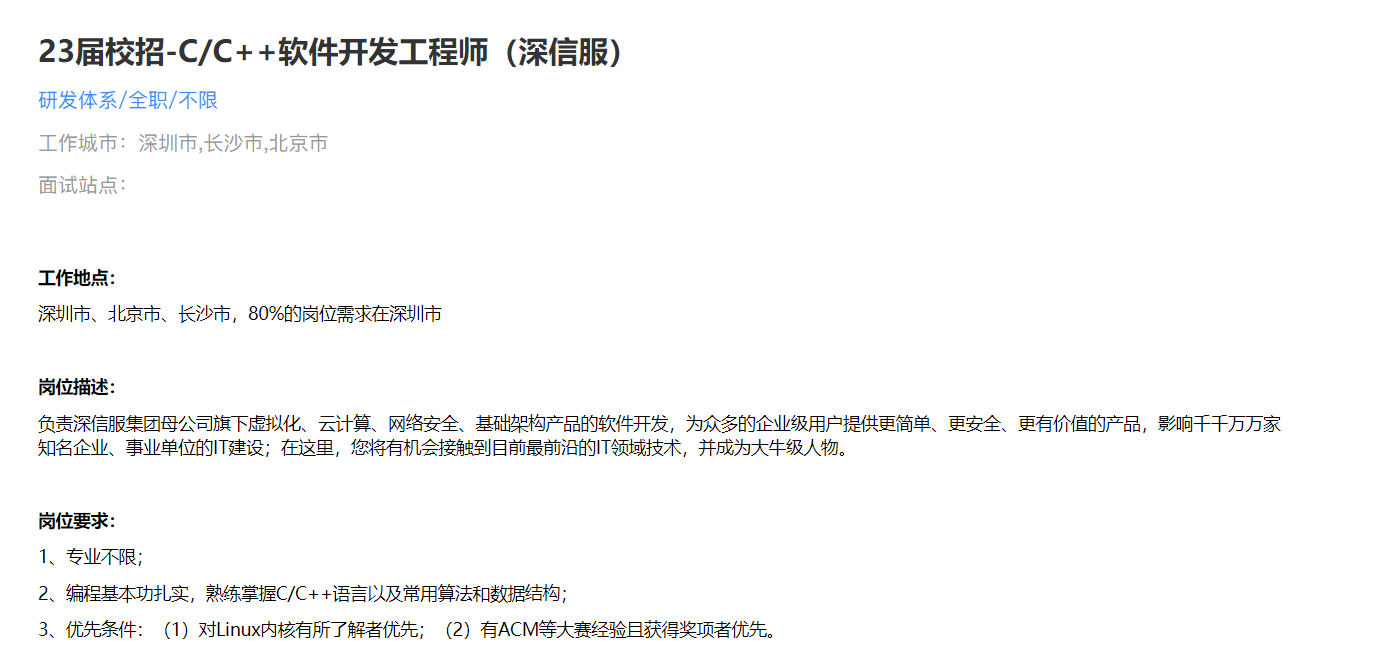 23届校招-C/C++软件开发工程师（深信服）
研发体系/全职/不限
工作城市：深圳市,长沙市,北京市
面试站点：
工作地点：
深圳市、北京市、长沙市，80%的岗位需求在深圳市
岗位描述：
负责深信服集团母公司旗下虚拟化、云计算、网络安全、基础架构产品的软件开发，为众多的企业级用户提供更简单、更安全、更有价值的产品，影响千千万万家
知名企业、事业单位的IT建设；在这里，您将有机会接触到目前最前沿的IT领域技术，并成为大牛级人物。
岗位要求：
1、专业不限；
2、编程基本功扎实，熟练掌握C/C++语言以及常用算法和数据结构；
3、优先条件：（1）对Linux内核有所了解者优先；（2）有ACM等大赛经验且获得奖项者优先。